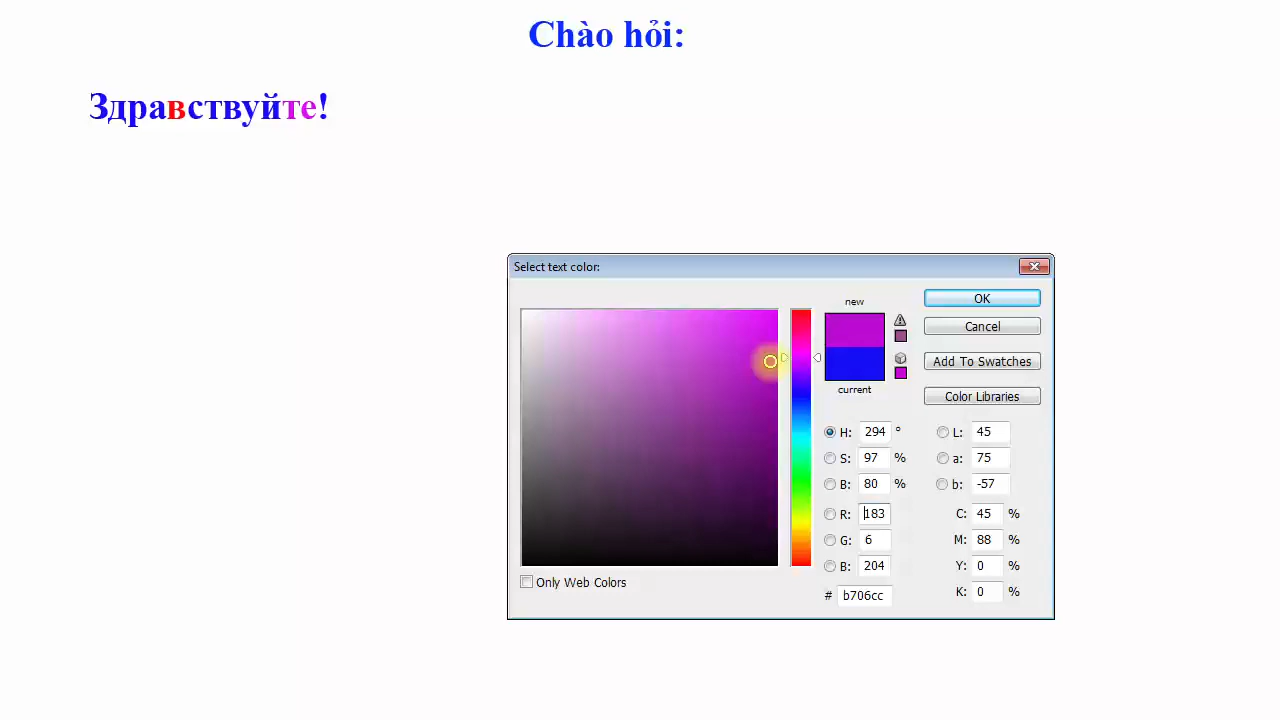 Chào hỏi:
Здравствуйте!
Select text color:
new
current
OK
Cancel
Add To Swatches
Color Libraries
H: 294 °
S: 97 %
B: 80 %
R: 183
G: 6
B: 204
# b706cc
L: 45
a: 75
b: -57
C: 45 %
M: 88 %
Y: 0 %
K: 0 %
Only Web Colors